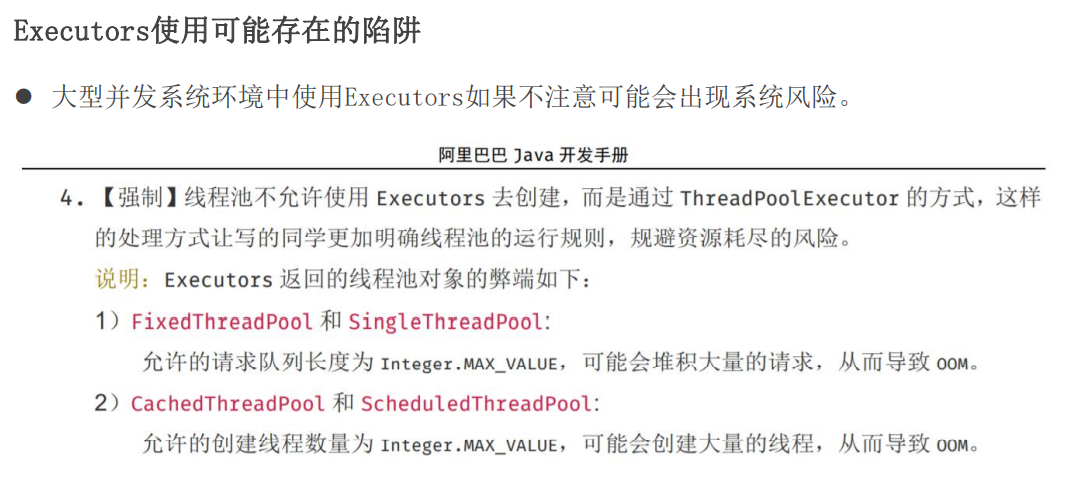 Executors使用可能存在的陷阱
● 大型并发系统环境中使用Executors如果不注意可能会出现系统风险。
阿里巴巴 Java 开发手册
4. 【强制】线程池不允许使用 Executors 去创建，而是通过 ThreadPoolExecutor 的方式，这样
的处理方式让写的同学更加明确线程池的运行规则，规避资源耗尽的风险。
说明：Executors 返回的线程池对象的弊端如下：
1）FixedThreadPool 和 SingleThreadPool:
允许的请求队列长度为 Integer.MAX_VALUE，可能会堆积大量的请求，从而导致 OOM。
2）CachedThreadPool 和 ScheduledThreadPool:
允许的创建线程数量为 Integer.MAX_VALUE，可能会创建大量的线程，从而导致 OOM。